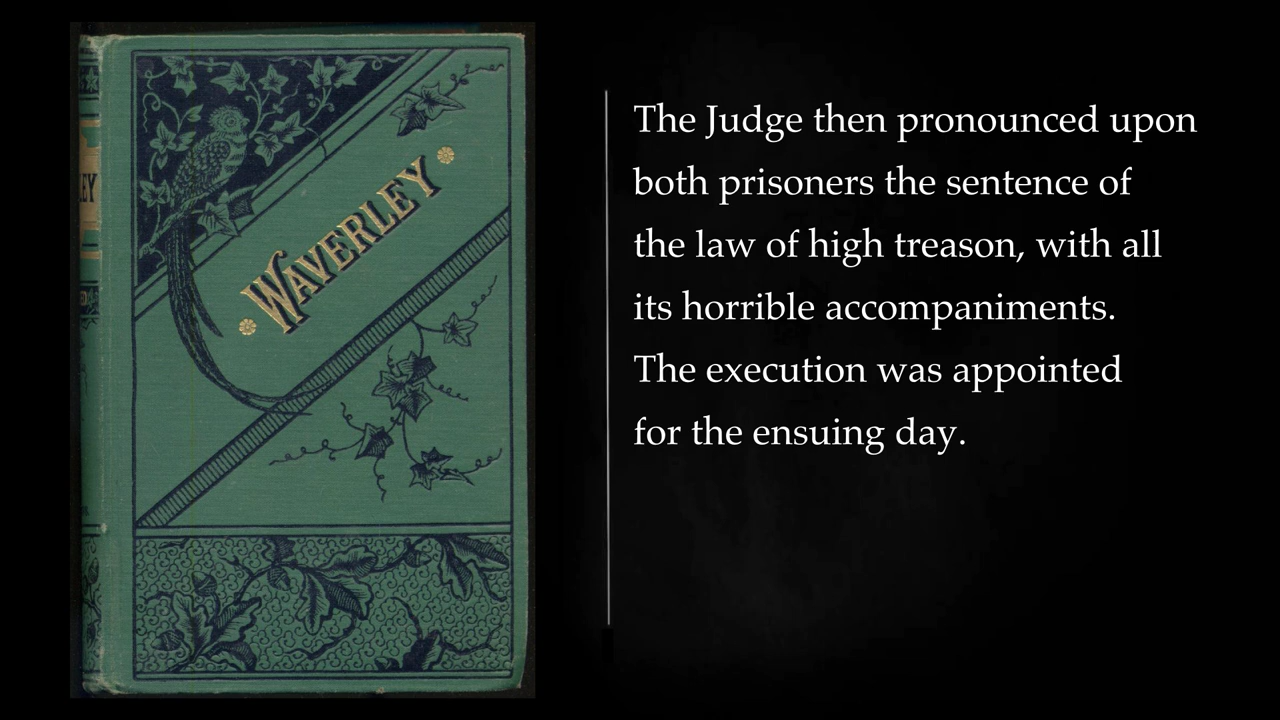 WAVERLEY
LEY
The Judge then pronounced upon
both prisoners the sentence of
the law of high treason, with all
its horrible accompaniments.
The execution was appointed
for the ensuing day.